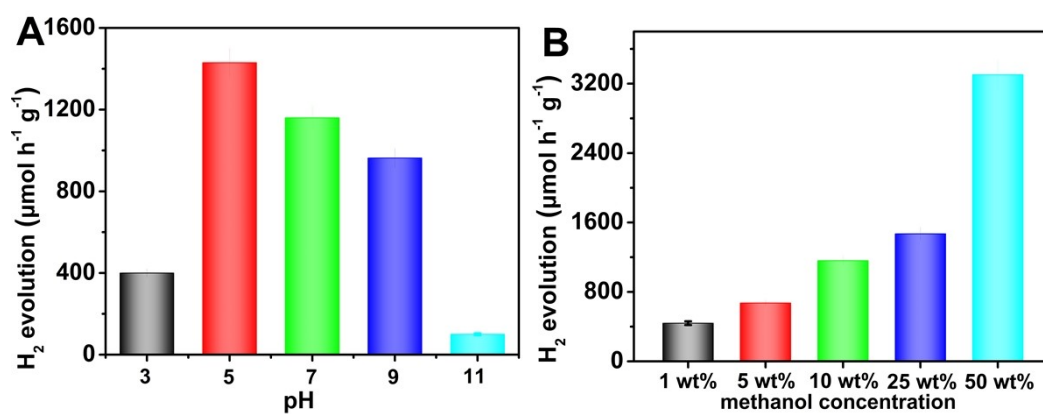 A
H2 evolution (μmol h-1 g-1)
1600
1200
800
400
0
3 5 7 9 11
pH
B
H2 evolution (μmol h-1 g-1)
3200
2400
1600
800
0
1 wt% 5 wt% 10 wt% 25 wt% 50 wt%
methanol concentration